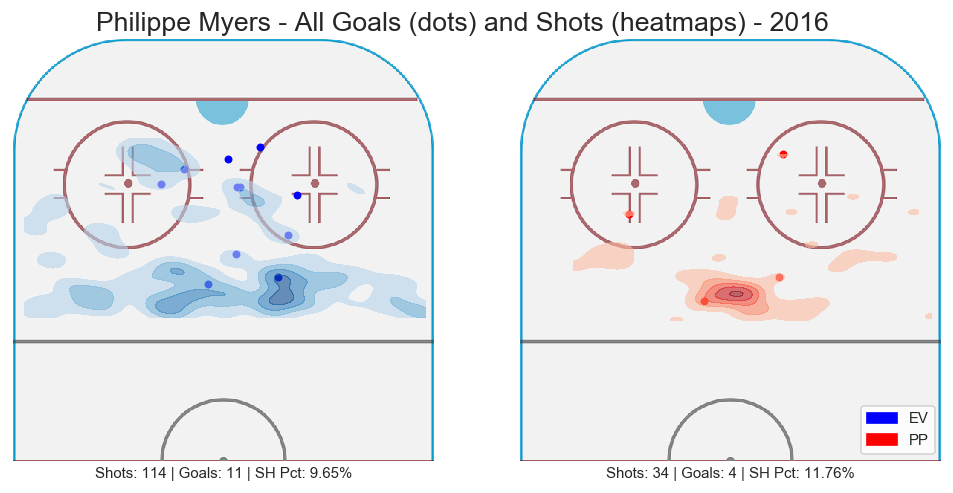 Philippe Myers - All Goals (dots) and Shots (heatmaps) - 2016
EV
PP
Shots: 114 | Goals: 11 | SH Pct: 9.65%
Shots: 34 | Goals: 4 | SH Pct: 11.76%